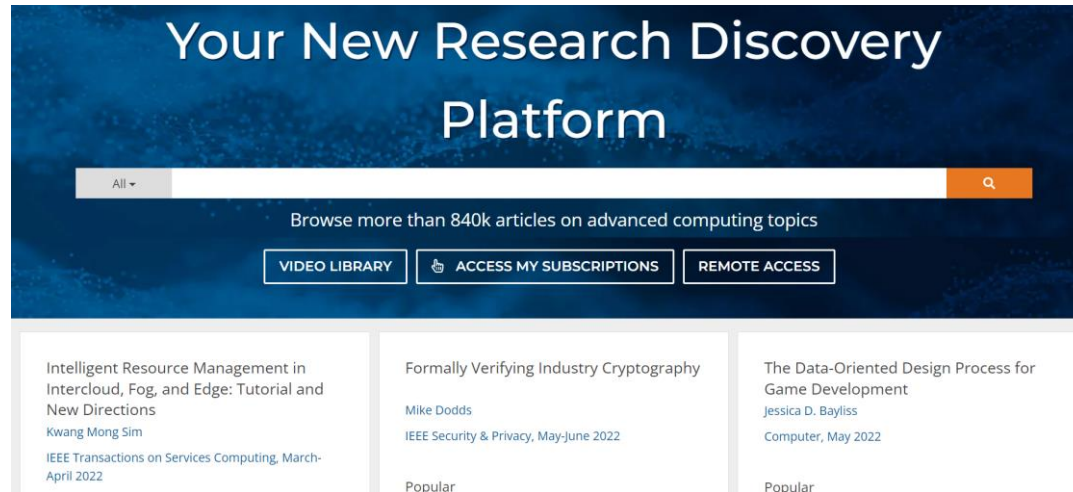 Your New Research Discovery
Platform
All
Browse more than 840k articles on advanced computing topics
VIDEO LIBRARY
ACCESS MY SUBSCRIPTIONS
REMOTE ACCESS
Intelligent Resource Management in
Intercloud, Fog, and Edge: Tutorial and
New Directions
Kwang Mong Sim
IEEE Transactions on Services Computing, March-
April 2022
Formally Verifying Industry Cryptography
Mike Dodds
IEEE Security & Privacy, May-June 2022
Popular
The Data-Oriented Design Process for
Game Development
Jessica D. Bayliss
Computer, May 2022
Popular